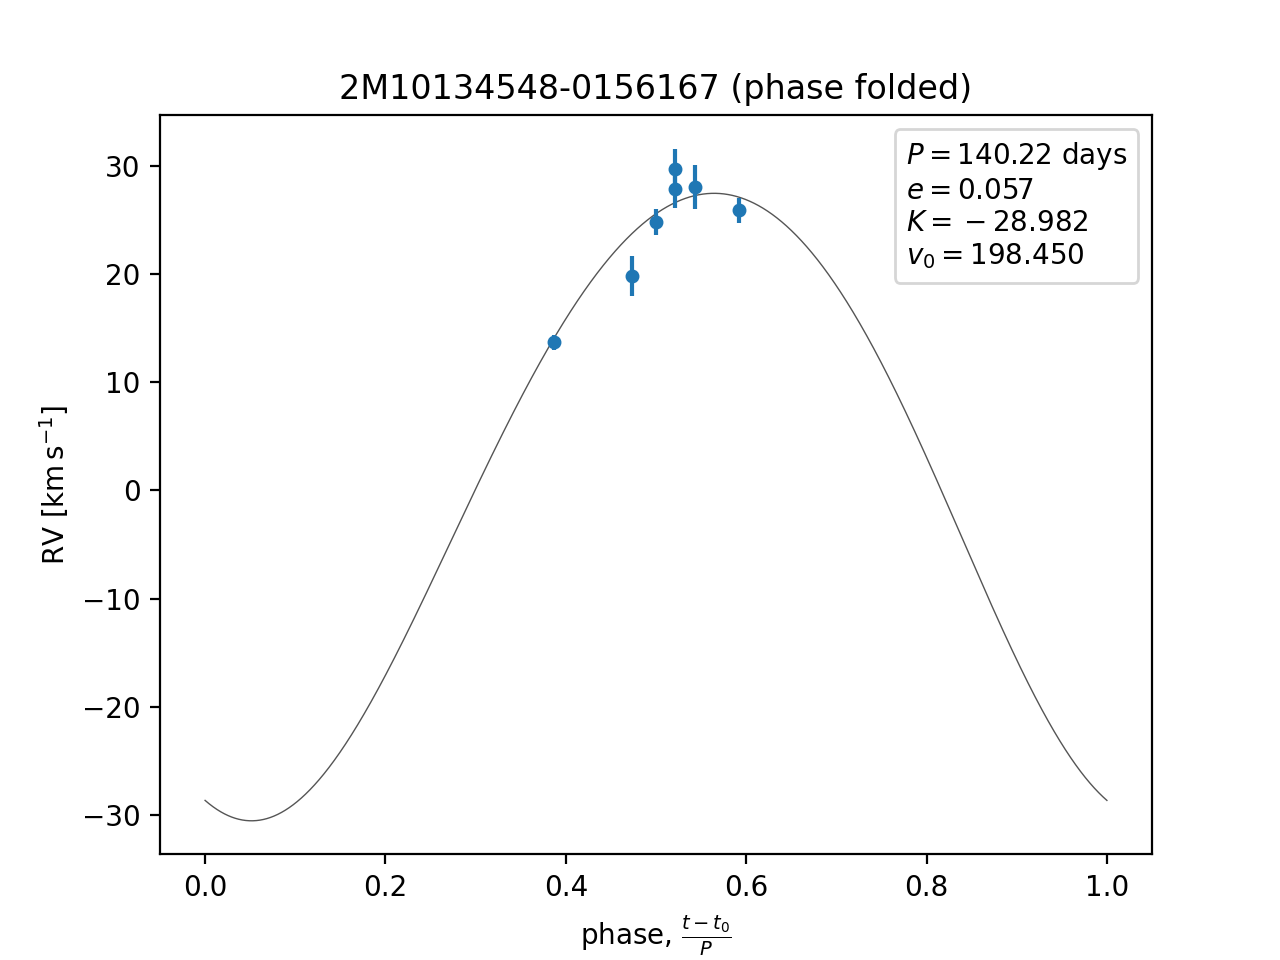 2M10134548-0156167 (phase folded)
P = 140.22 days
e = 0.057
K = − 28.982
v₀ = 198.450
30
20
10
0
−10
−20
−30
RV [km s⁻¹]
0.0 0.2 0.4 0.6 0.8 1.0
phase, (t − t₀)/P